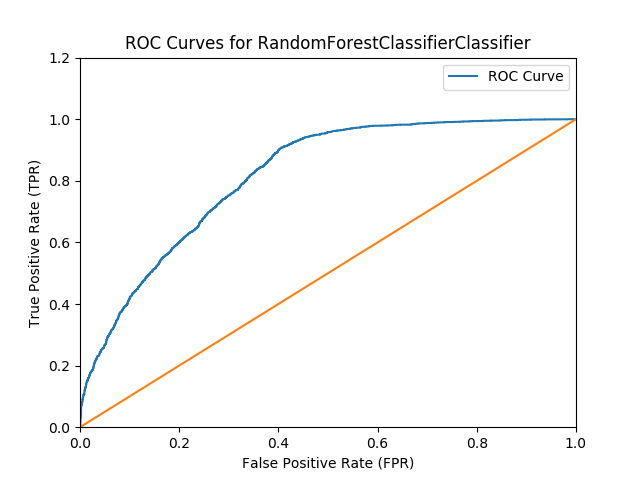 ROC Curves for RandomForestClassifierClassifier
1.2
1.0
0.8
0.6
0.4
0.2
0.0
True Positive Rate (TPR)
ROC Curve
0.0 0.2 0.4 0.6 0.8 1.0
False Positive Rate (FPR)